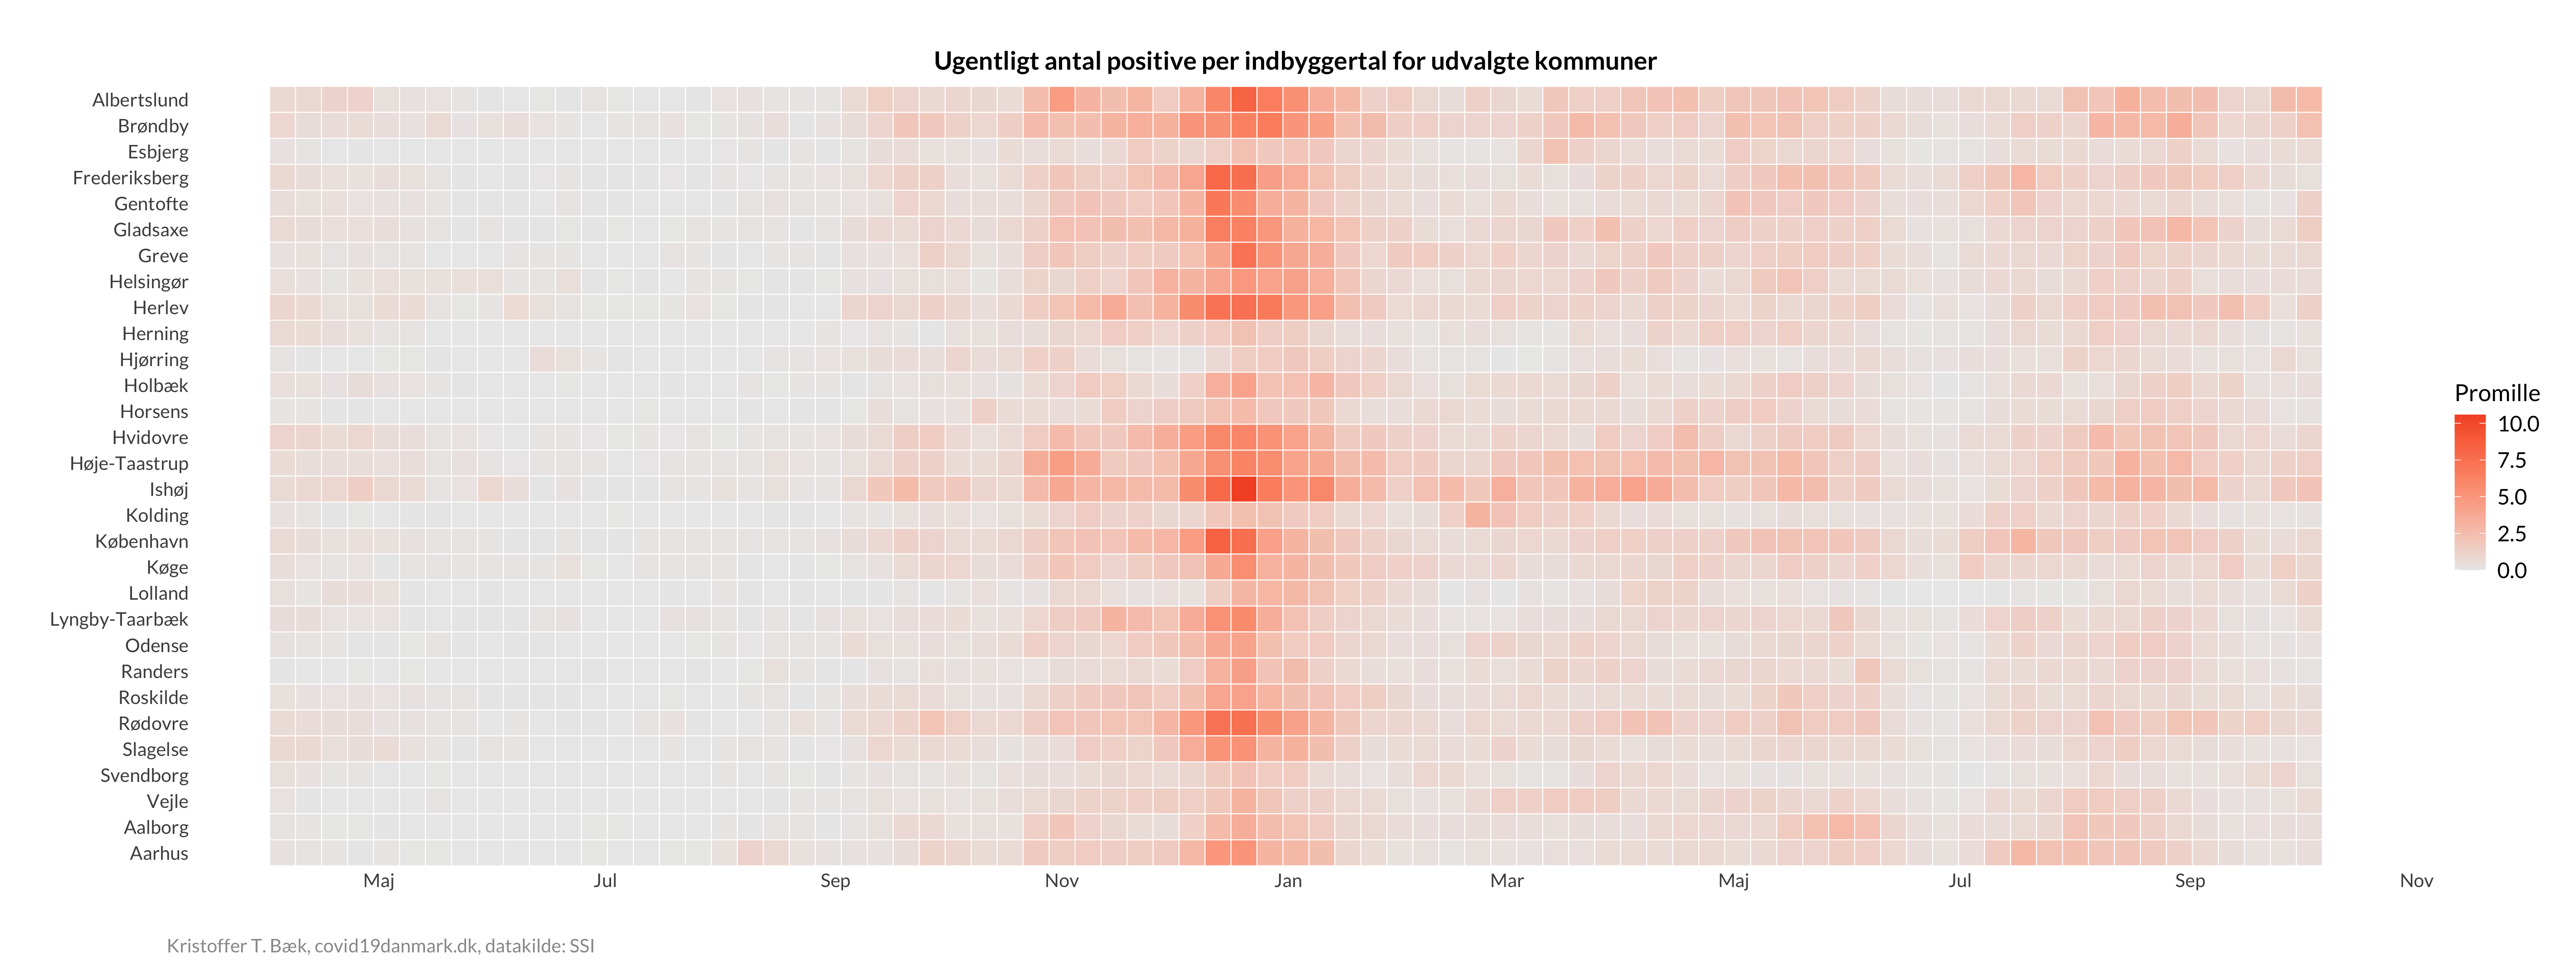 Ugentligt antal positive per indbyggertal for udvalgte kommuner
Albertslund
Brøndby
Esbjerg
Frederiksberg
Gentofte
Gladsaxe
Greve
Helsingør
Herlev
Herning
Hjørring
Holbæk
Horsens
Hvidovre
Høje-Taastrup
Ishøj
Kolding
København
Køge
Lolland
Lyngby-Taarbæk
Odense
Randers
Roskilde
Rødovre
Slagelse
Svendborg
Vejle
Aalborg
Aarhus
Maj Jul Sep Nov Jan Mar Maj Jul Sep Nov
Promille
10.0
7.5
5.0
2.5
0.0
Kristoffer T. Bæk, covid19danmark.dk, datakilde: SSI